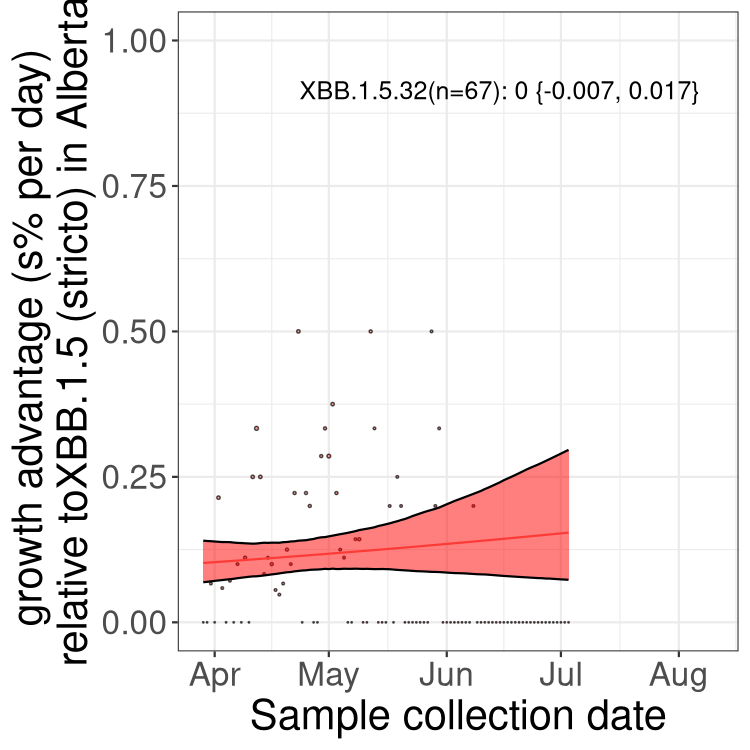 growth advantage (s% per day)
relative toXBB.1.5 (stricto) in Alberta
1.00
0.75
0.50
0.25
0.00
XBB.1.5.32(n=67): 0 {-0.007, 0.017}
Apr May Jun Jul Aug
Sample collection date